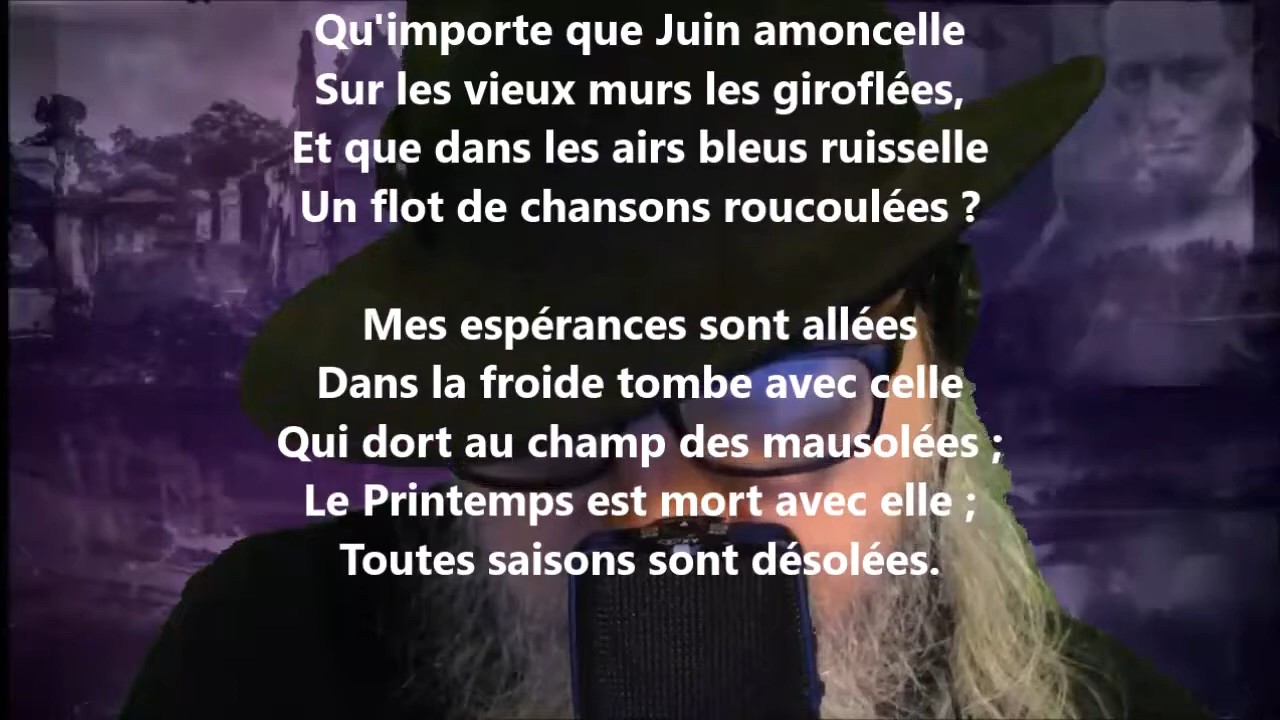 Qu'importe que Juin amoncelle
Sur les vieux murs les giroflées,
Et que dans les airs bleus ruisselle
Un flot de chansons roucoulées ?
Mes espérances sont allées
Dans la froide tombe avec celle
Qui dort au champ des mausolées ;
Le Printemps est mort avec elle ;
Toutes saisons sont désolées.